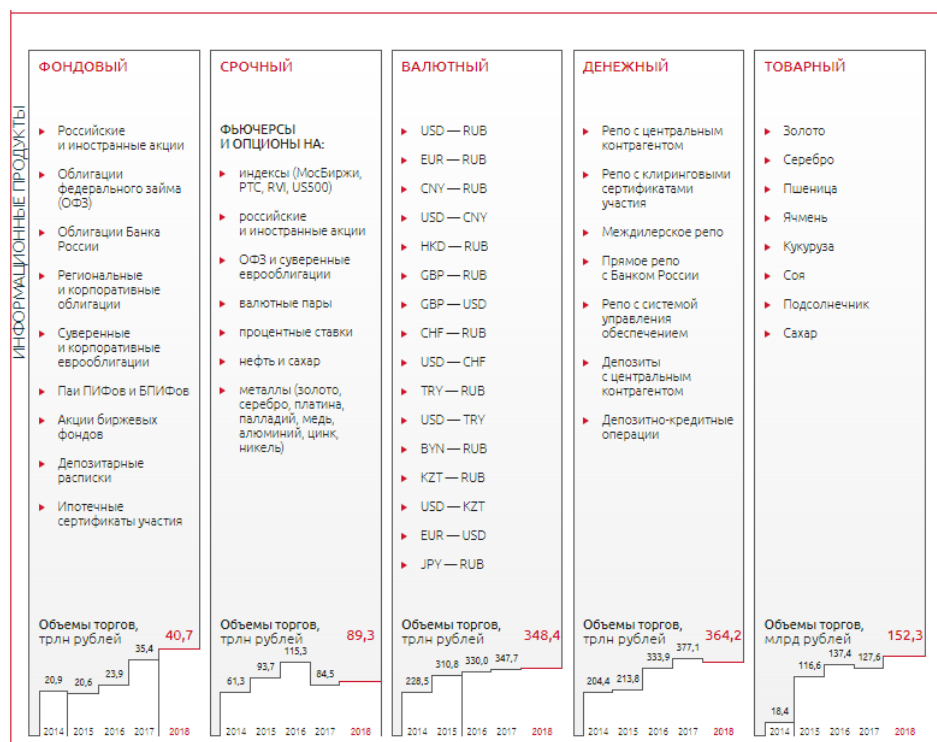 ИНФОРМАЦИОННЫЕ ПРОДУКТЫ
ФОНДОВЫЙ
Российские
и иностранные акции
Облигации
федерального займа
(ОФЗ)
Облигации Банка
России
Региональные
и корпоративные
облигации
Суверенные
и корпоративные
еврооблигации
Паи ПИФов и БПИФов
Акции биржевых
фондов
Депозитарные
расписки
Ипотечные
сертификаты участия
Объемы торгов,
трлн рублей
40,7
20,9
20,6
23,9
35,4
2014 2015 2016 2017 2018
СРОЧНЫЙ
ФЬЮЧЕРСЫ
И ОПЦИОНЫ НА:
индексы (МосБиржи,
РТС, RVI, US500)
российские
и иностранные акции
ОФЗ и суверенные
еврооблигации
валютные пары
процентные ставки
нефть и сахар
металлы (золото,
серебро, платина,
палладий, медь,
алюминий, цинк,
никель)
Объемы торгов,
трлн рублей
89,3
61,3
93,7
115,3
84,5
2014 2015 2016 2017 2018
ВАЛЮТНЫЙ
USD — RUB
EUR — RUB
CNY — RUB
USD — CNY
HKD — RUB
GBP — RUB
GBP — USD
CHF — RUB
USD — CHF
TRY — RUB
USD — TRY
BYN — RUB
KZT — RUB
USD — KZT
EUR — USD
JPY — RUB
Объемы торгов,
трлн рублей
348,4
228,5
310,8
330,0
347,7
2014 2015 2016 2017 2018
ДЕНЕЖНЫЙ
Репо с центральным
контрагентом
Репо с клиринговыми
сертификатами
участия
Междилерское репо
Прямое репо
с Банком России
Репо с системой
управления
обеспечением
Депозиты
с центральным
контрагентом
Депозитно-кредитные
операции
Объемы торгов,
трлн рублей
364,2
204,4
213,8
333,9
377,1
2014 2015 2016 2017 2018
ТОВАРНЫЙ
Золото
Серебро
Пшеница
Ячмень
Кукуруза
Соя
Подсолнечник
Сахар
Объемы торгов,
млрд рублей
152,3
18,4
116,6
137,4
127,6
2014 2015 2016 2017 2018